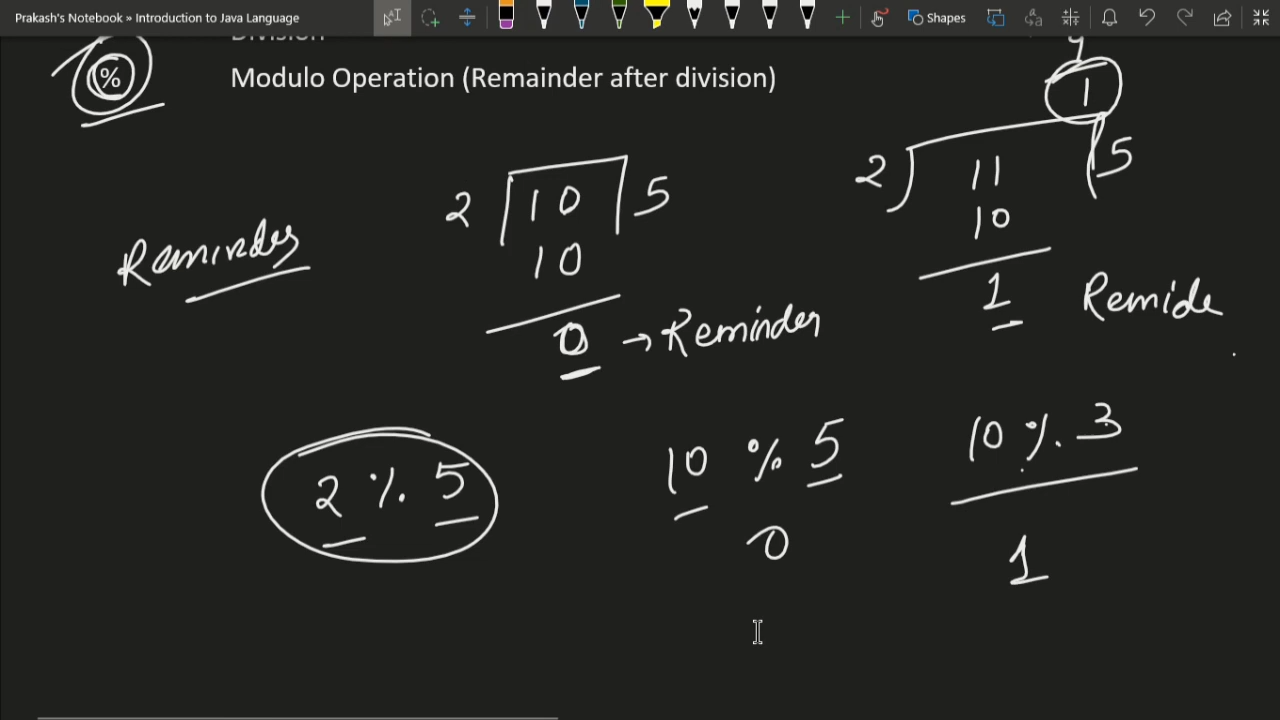 Prakash's Notebook » Introduction to Java Language
Shapes
Division
% Modulo Operation (Remainder after division)
1
2 10 5
2 11 5
10
10
Reminder
0 → Reminder
1 Remide
2 % 5
10 % 5
10 % 3
0
1